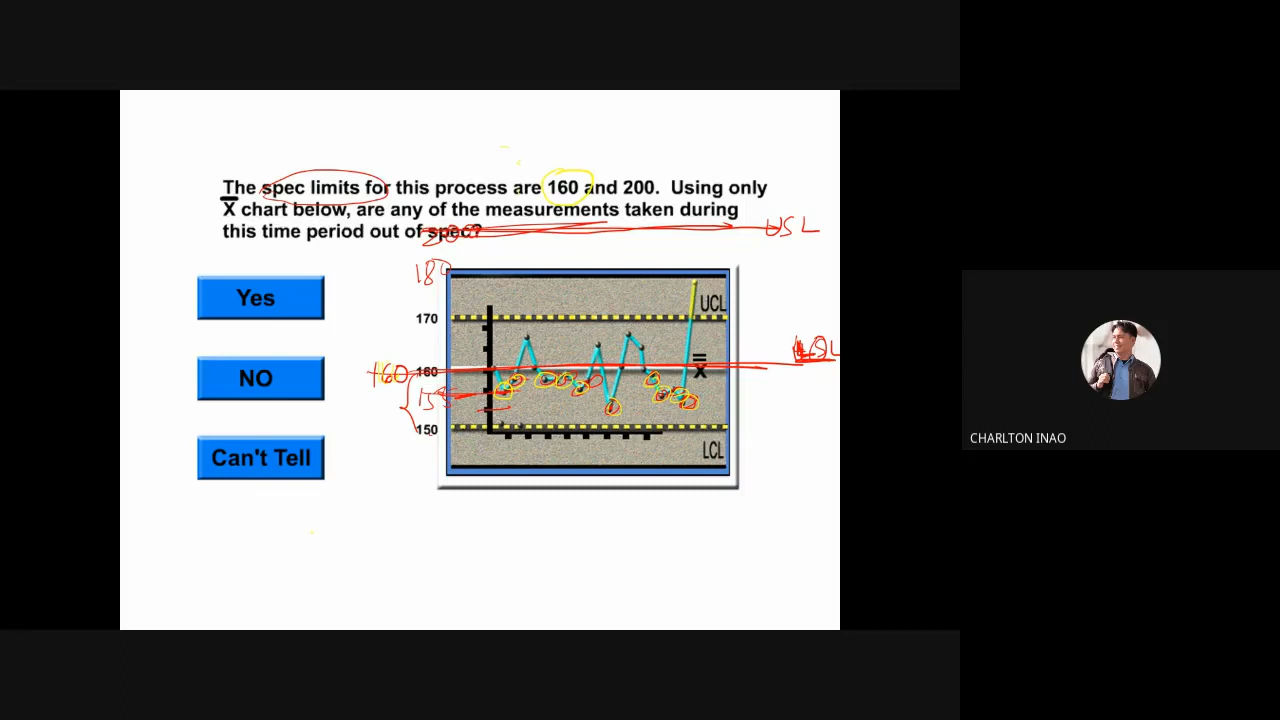 The spec limits for this process are 160 and 200. Using only
X chart below, are any of the measurements taken during
this time period out of spec?
200
USL
180
Yes
UCL
170
LSL
X
NO
160
160
155
150
Can't Tell
LCL
CHARLTON INAO